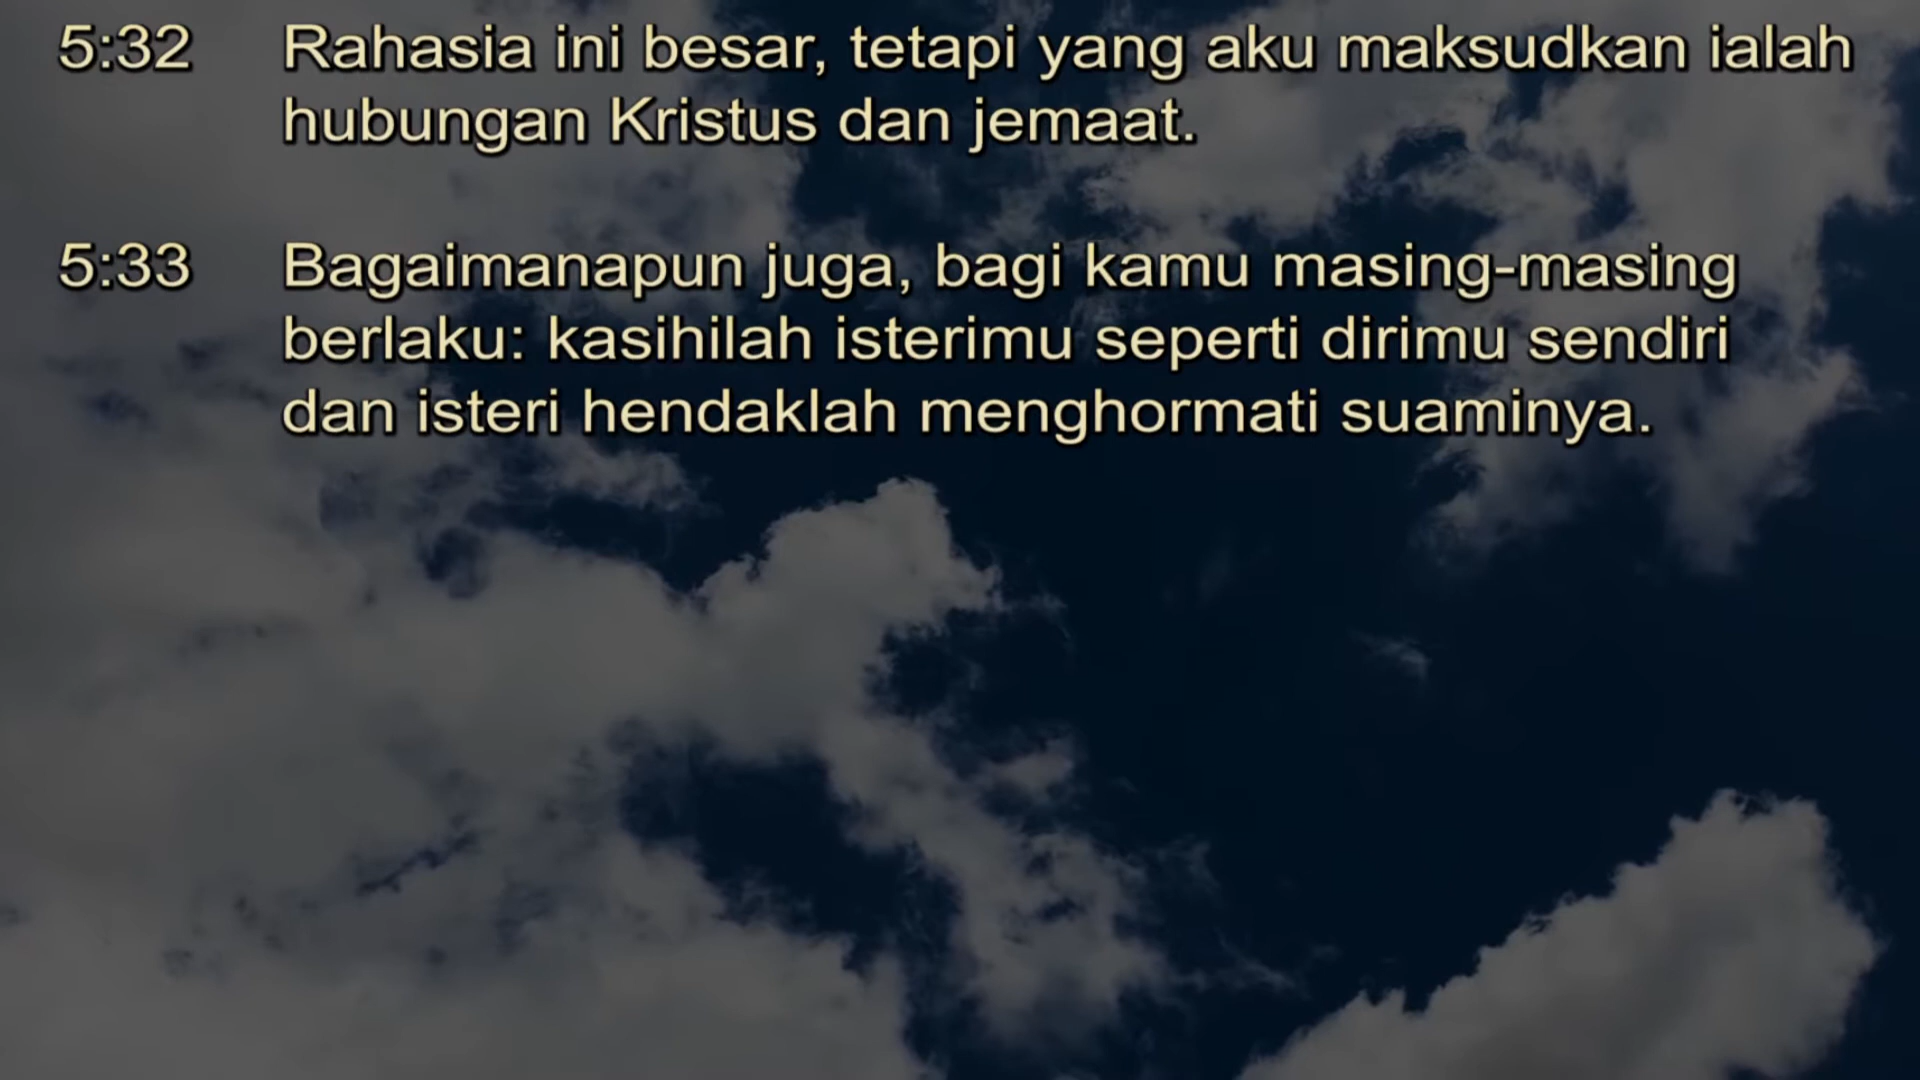 5:32 Rahasia ini besar, tetapi yang aku maksudkan ialah
hubungan Kristus dan jemaat.
5:33 Bagaimanapun juga, bagi kamu masing-masing
berlaku: kasihilah isterimu seperti dirimu sendiri
dan isteri hendaklah menghormati suaminya.